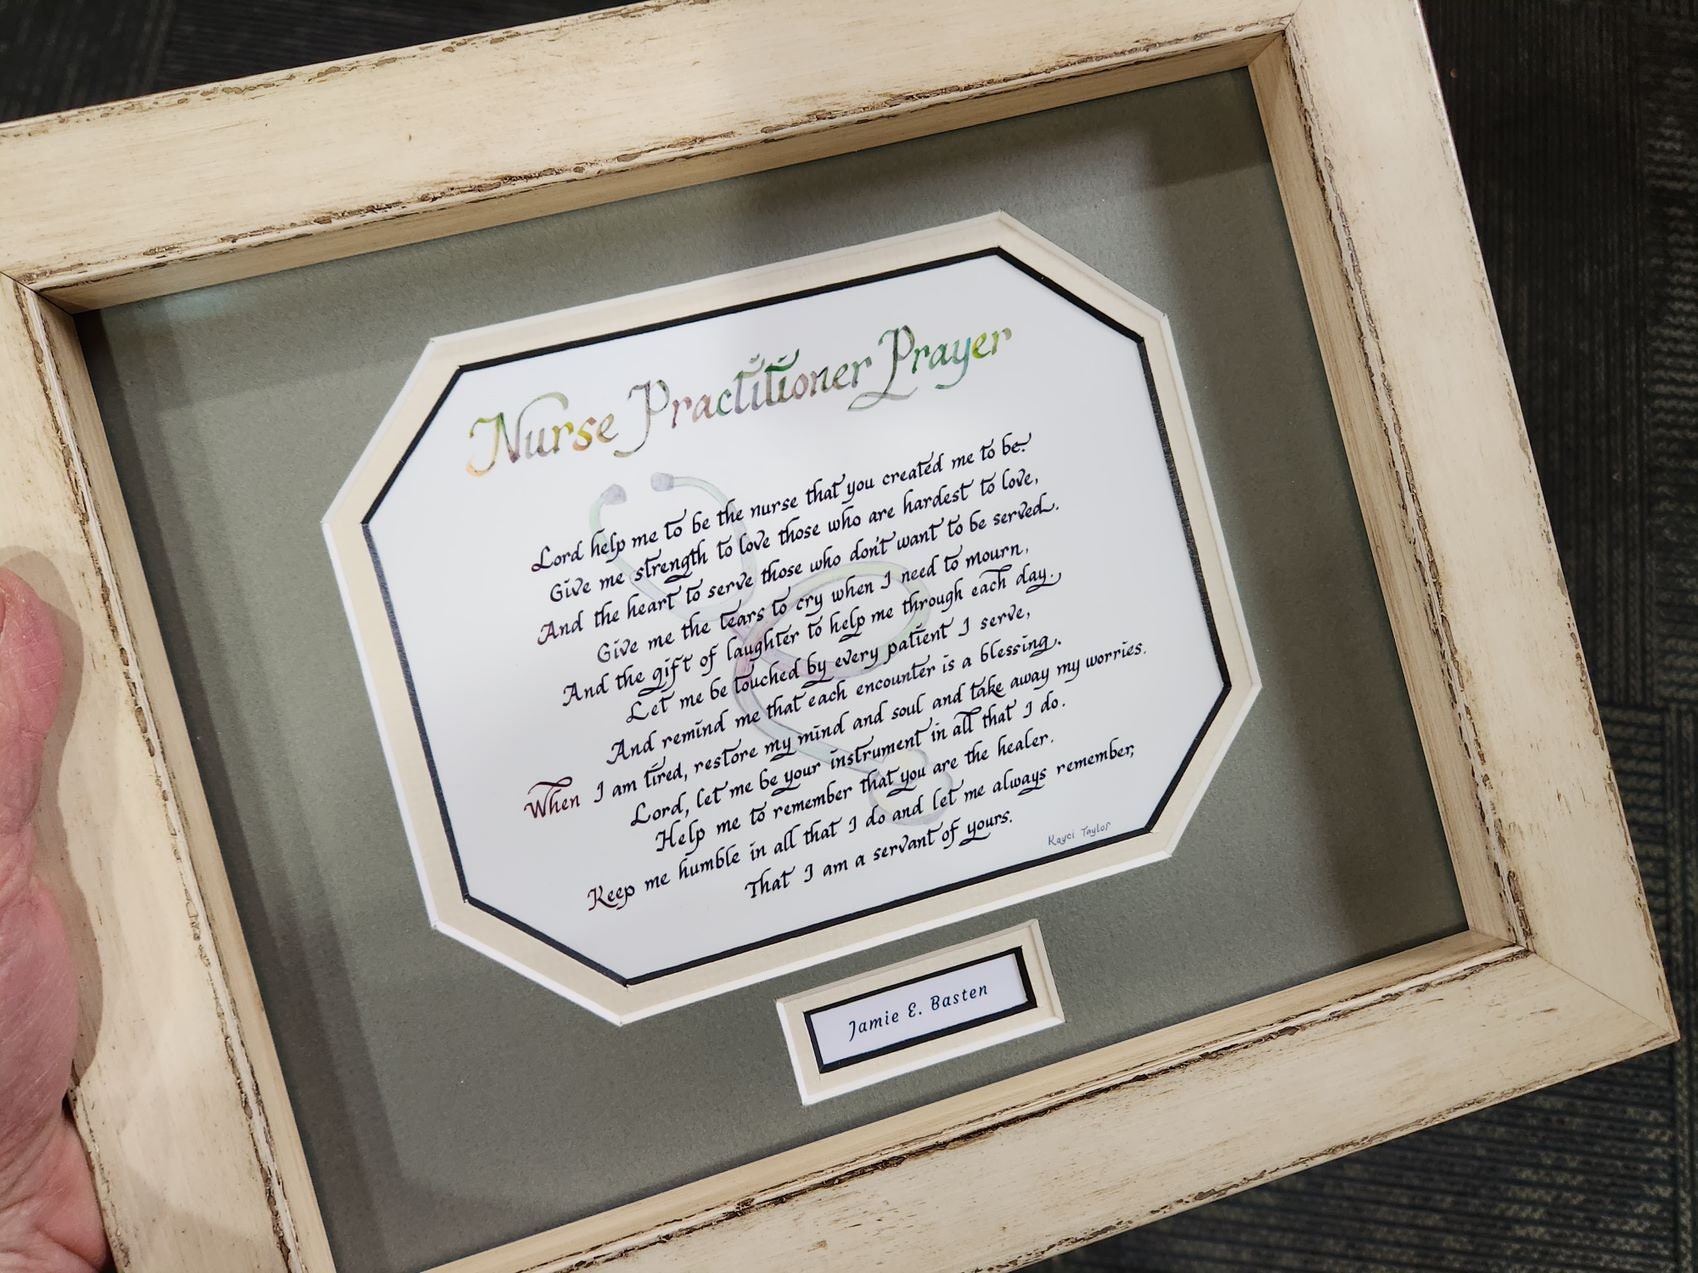 Nurse Practitioner Prayer
Lord help me to be the nurse that you created me to be.
Give me strength to love those who are hardest to love,
And the heart to serve those who don't want to be served.
Give me the tears to cry when I need to mourn,
And the gift of laughter to help me through each day.
Let me be touched by every patient I serve,
And remind me that each encounter is a blessing.
When I am tired, restore my mind and soul and take away my worries.
Lord, let me be your instrument in all that I do.
Help me to remember that you are the healer.
Keep me humble in all that I do and let me always remember,
That I am a servant of yours.
Kayci Taylor
Jamie E. Basten